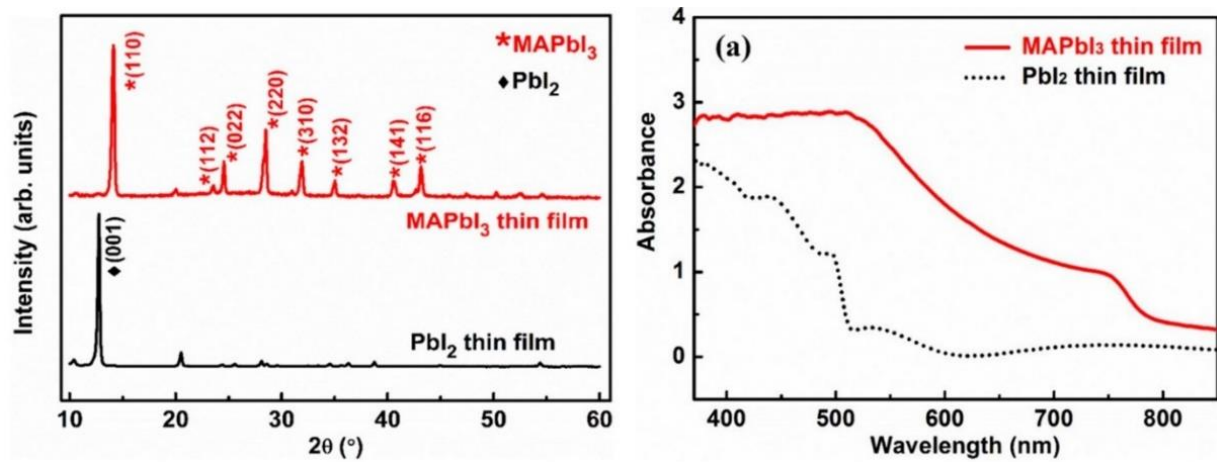 *MAPbI3
♦PbI2
*(110)
*(112)
*(022)
*(220)
*(310)
*(132)
*(141)
*(116)
MAPbI3 thin film
♦(001)
PbI2 thin film
Intensity (arb. units)
10 20 30 40 50 60
2θ (°)
(a)
MAPbI3 thin film
PbI2 thin film
4
3
2
1
0
Absorbance
400 500 600 700 800
Wavelength (nm)